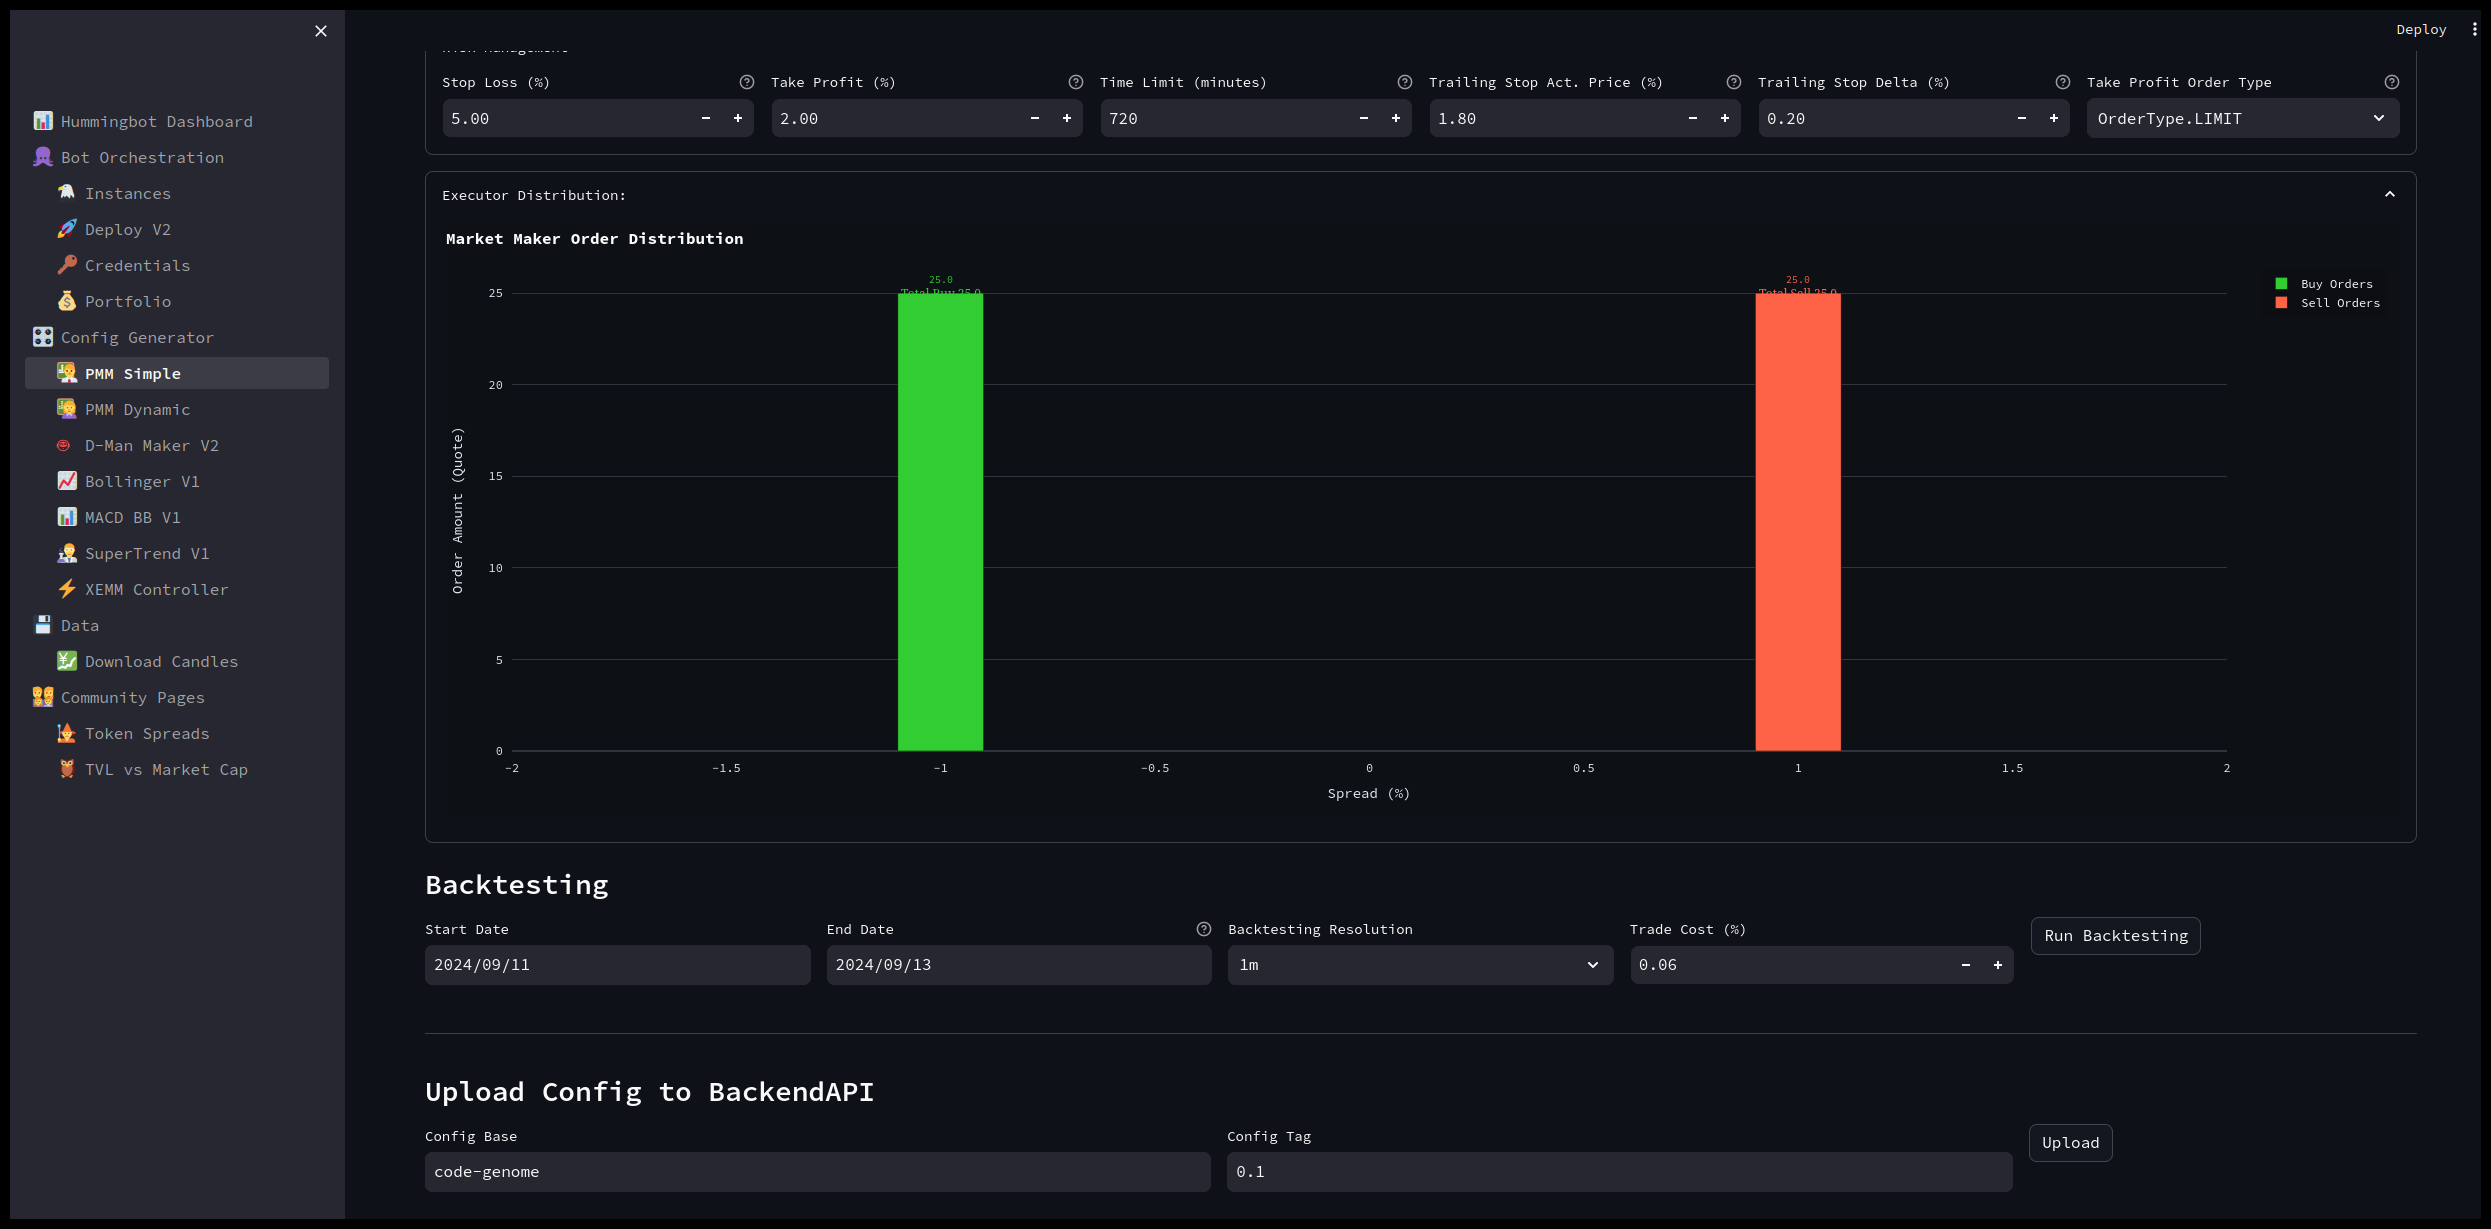 Deploy
Hummingbot Dashboard
Bot Orchestration
Instances
Deploy V2
Credentials
Portfolio
Config Generator
PMM Simple
PMM Dynamic
D-Man Maker V2
Bollinger V1
MACD BB V1
SuperTrend V1
XEMM Controller
Data
Download Candles
Community Pages
Token Spreads
TVL vs Market Cap
Stop Loss (%)
Take Profit (%)
Time Limit (minutes)
Trailing Stop Act. Price (%)
Trailing Stop Delta (%)
Take Profit Order Type
5.00
2.00
720
1.80
0.20
OrderType.LIMIT
Executor Distribution:
Market Maker Order Distribution
25.0
Total Buy 25.0
25.0
Total Sell 25.0
Buy Orders
Sell Orders
25
20
15
10
5
0
Order Amount (Quote)
-2
-1.5
-1
-0.5
0
0.5
1
1.5
2
Spread (%)
Backtesting
Start Date
End Date
Backtesting Resolution
Trade Cost (%)
2024/09/11
2024/09/13
1m
0.06
Run Backtesting
Upload Config to BackendAPI
Config Base
Config Tag
code-genome
0.1
Upload